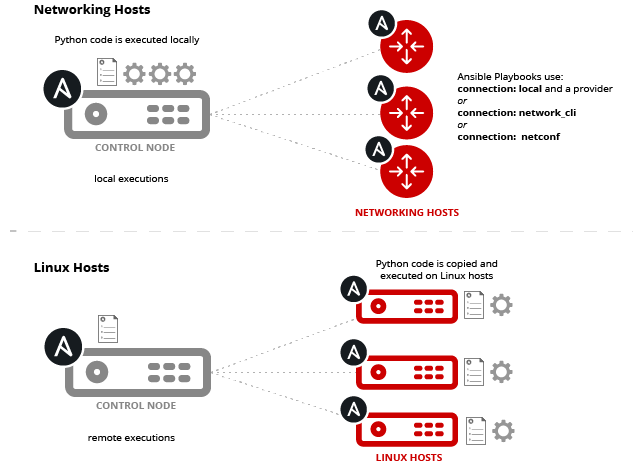 Networking Hosts
Python code is executed locally
CONTROL NODE
local executions
NETWORKING HOSTS
Ansible Playbooks use:
connection: local and a provider
or
connection: network_cli
or
connection: netconf
Linux Hosts
CONTROL NODE
remote executions
Python code is copied and
executed on Linux hosts
LINUX HOSTS